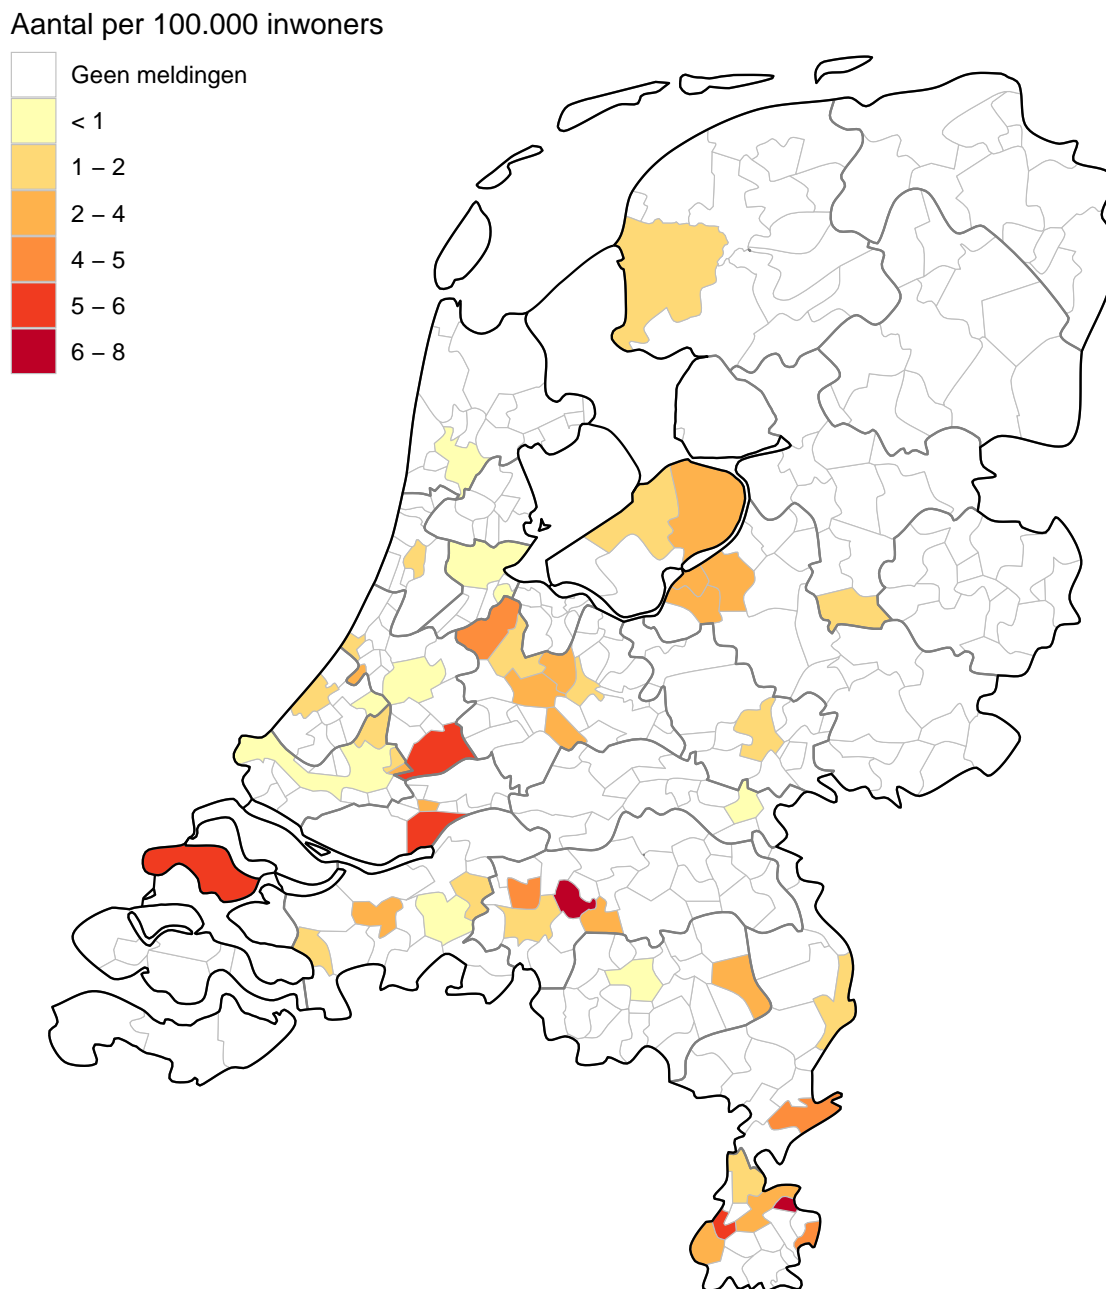 Aantal per 100.000 inwoners
Geen meldingen
< 1
1 – 2
2 – 4
4 – 5
5 – 6
6 – 8